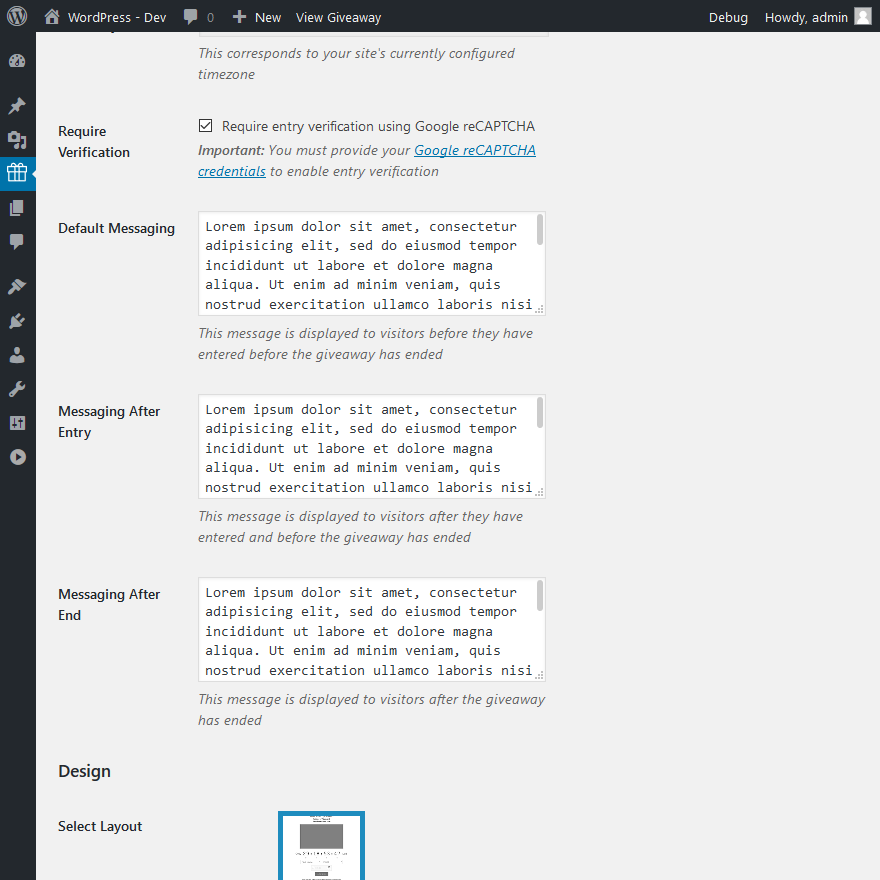 WordPress - Dev 0 New View Giveaway Debug Howdy, admin
This corresponds to your site's currently configured
timezone
Require
Verification
Require entry verification using Google reCAPTCHA
Important: You must provide your Google reCAPTCHA
credentials to enable entry verification
Default Messaging
Lorem ipsum dolor sit amet, consectetur
adipisicing elit, sed do eiusmod tempor
incididunt ut labore et dolore magna
aliqua. Ut enim ad minim veniam, quis
nostrud exercitation ullamco laboris nisi
This message is displayed to visitors before they have
entered before the giveaway has ended
Messaging After
Entry
Lorem ipsum dolor sit amet, consectetur
adipisicing elit, sed do eiusmod tempor
incididunt ut labore et dolore magna
aliqua. Ut enim ad minim veniam, quis
nostrud exercitation ullamco laboris nisi
This message is displayed to visitors after they have
entered and before the giveaway has ended
Messaging After
End
Lorem ipsum dolor sit amet, consectetur
adipisicing elit, sed do eiusmod tempor
incididunt ut labore et dolore magna
aliqua. Ut enim ad minim veniam, quis
nostrud exercitation ullamco laboris nisi
This message is displayed to visitors after the giveaway
has ended
Design
Select Layout